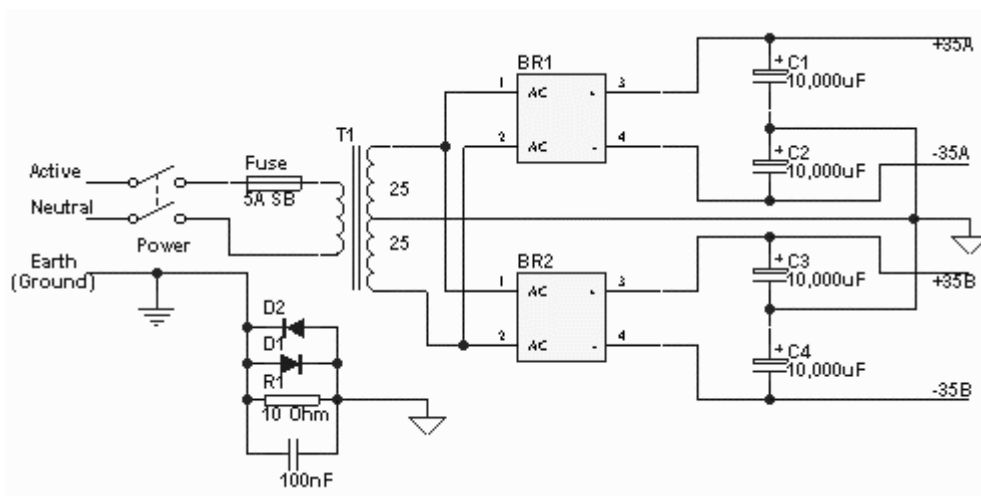 BR1
1 AC + 3
2 AC - 4
+35A
+ C1
10,000uF
+ C2
10,000uF
-35A
T1
25
25
Active
Fuse
5A SB
Neutral
Power
Earth
(Ground)
BR2
1 AC + 3
2 AC - 4
+ C3
10,000uF
+35B
+ C4
10,000uF
-35B
D2
D1
R1
10 Ohm
100nF